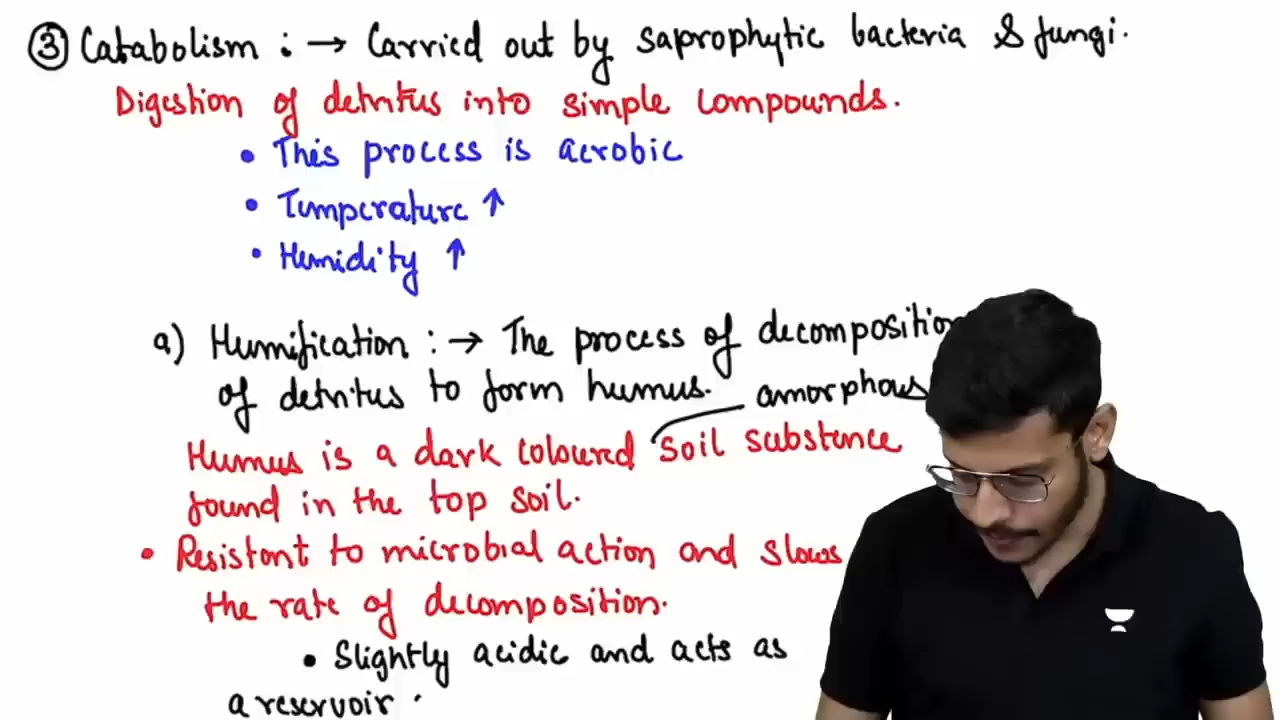 ③ Catabolism : → Carried out by saprophytic bacteria & fungi.
Digestion of detritus into simple compounds.
• This process is aerobic
• Temperature ↑
• Humidity ↑
a) Humification : → The process of decomposition
of detritus to form humus. amorphous
Humus is a dark coloured soil substence
found in the top soil.
• Resistant to microbial action and slows
the rate of decomposition.
• Slightly acidic and acts as
a reservoir